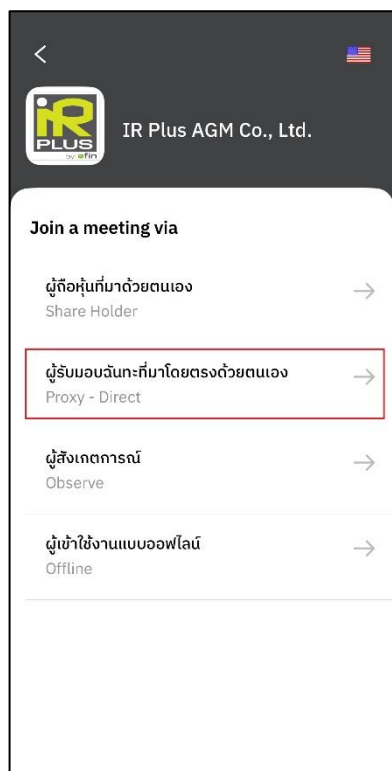 iR
PLUS
by efin
IR Plus AGM Co., Ltd.
Join a meeting via
ผู้ถือหุ้นที่มาด้วยตนเอง
Share Holder
ผู้รับมอบฉันทะที่มาโดยตรงด้วยตนเอง
Proxy - Direct
ผู้สังเกตการณ์
Observe
ผู้เข้าใช้งานแบบออฟไลน์
Offline